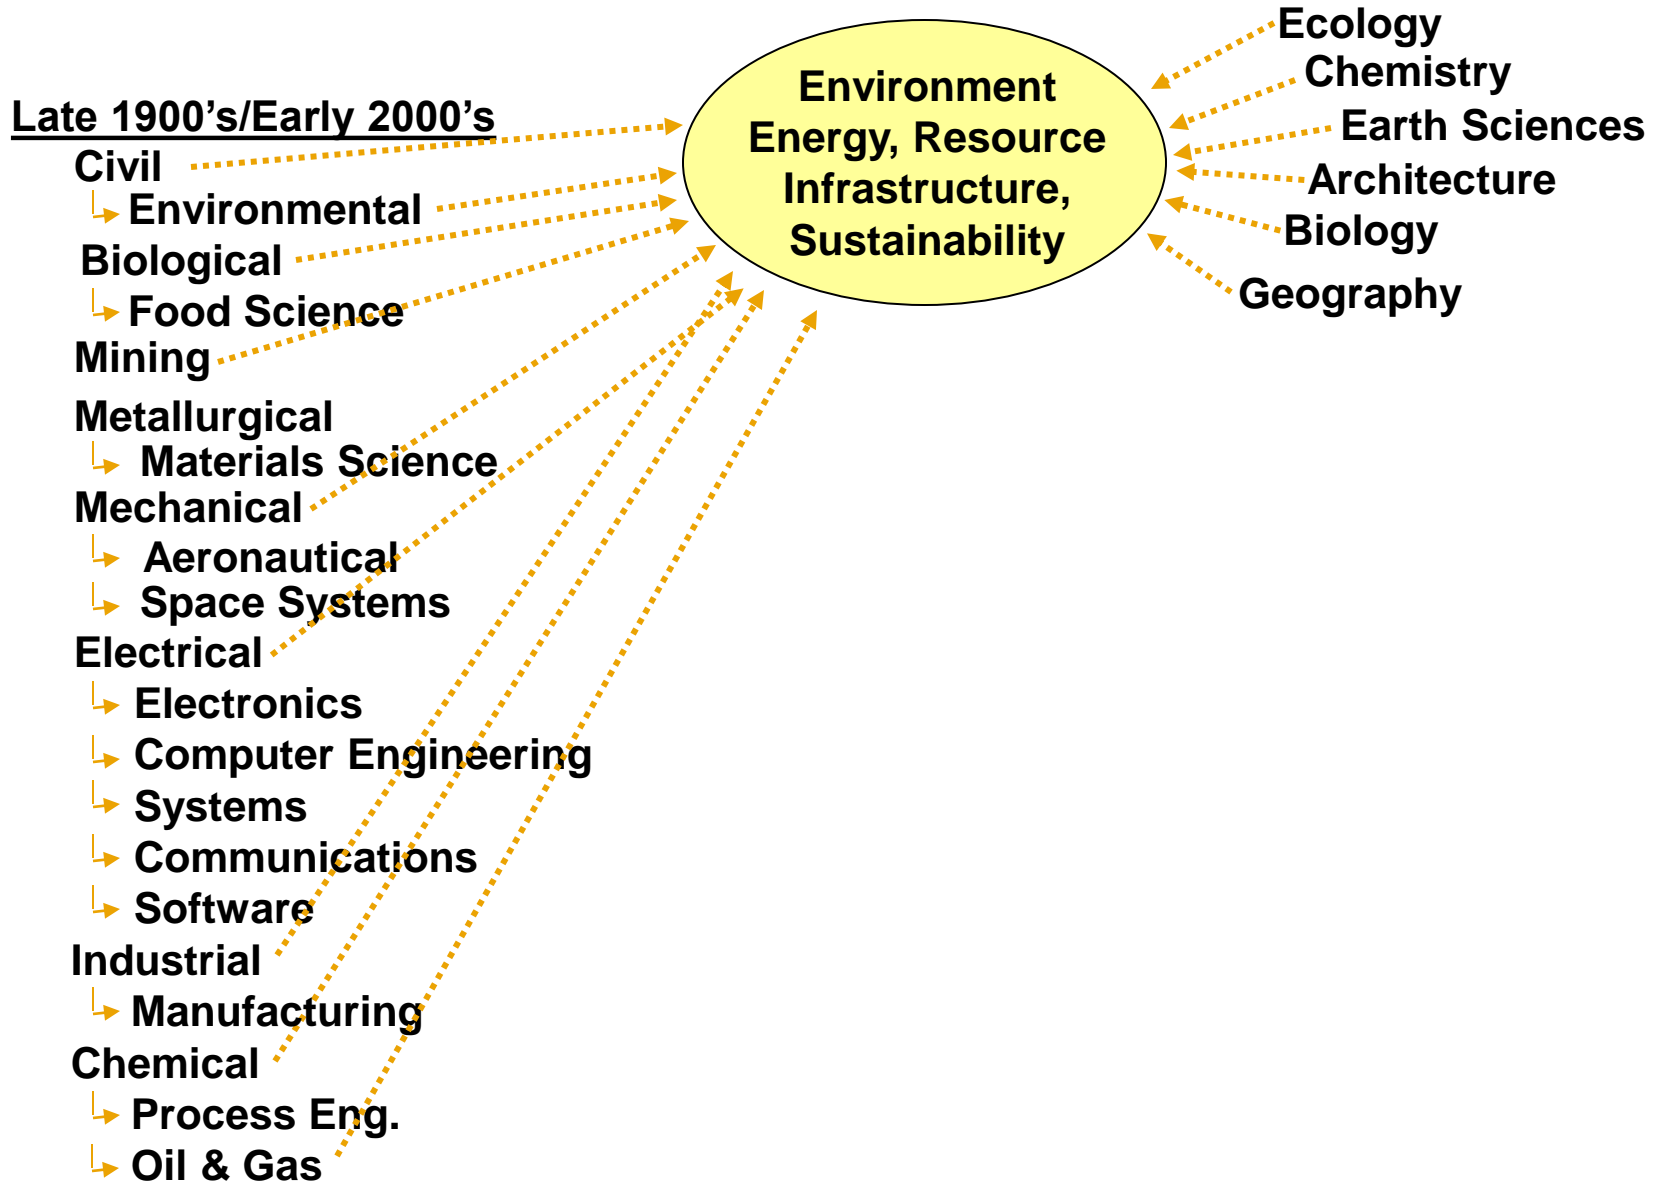 Late 1900’s/Early 2000’s
Civil
Environmental
Biological
Food Science
Mining
Metallurgical
Materials Science
Mechanical
Aeronautical
Space Systems
Electrical
Electronics
Computer Engineering
Systems
Communications
Software
Industrial
Manufacturing
Chemical
Process Eng.
Oil & Gas
Environment
Energy, Resource
Infrastructure,
Sustainability
Ecology
Chemistry
Earth Sciences
Architecture
Biology
Geography